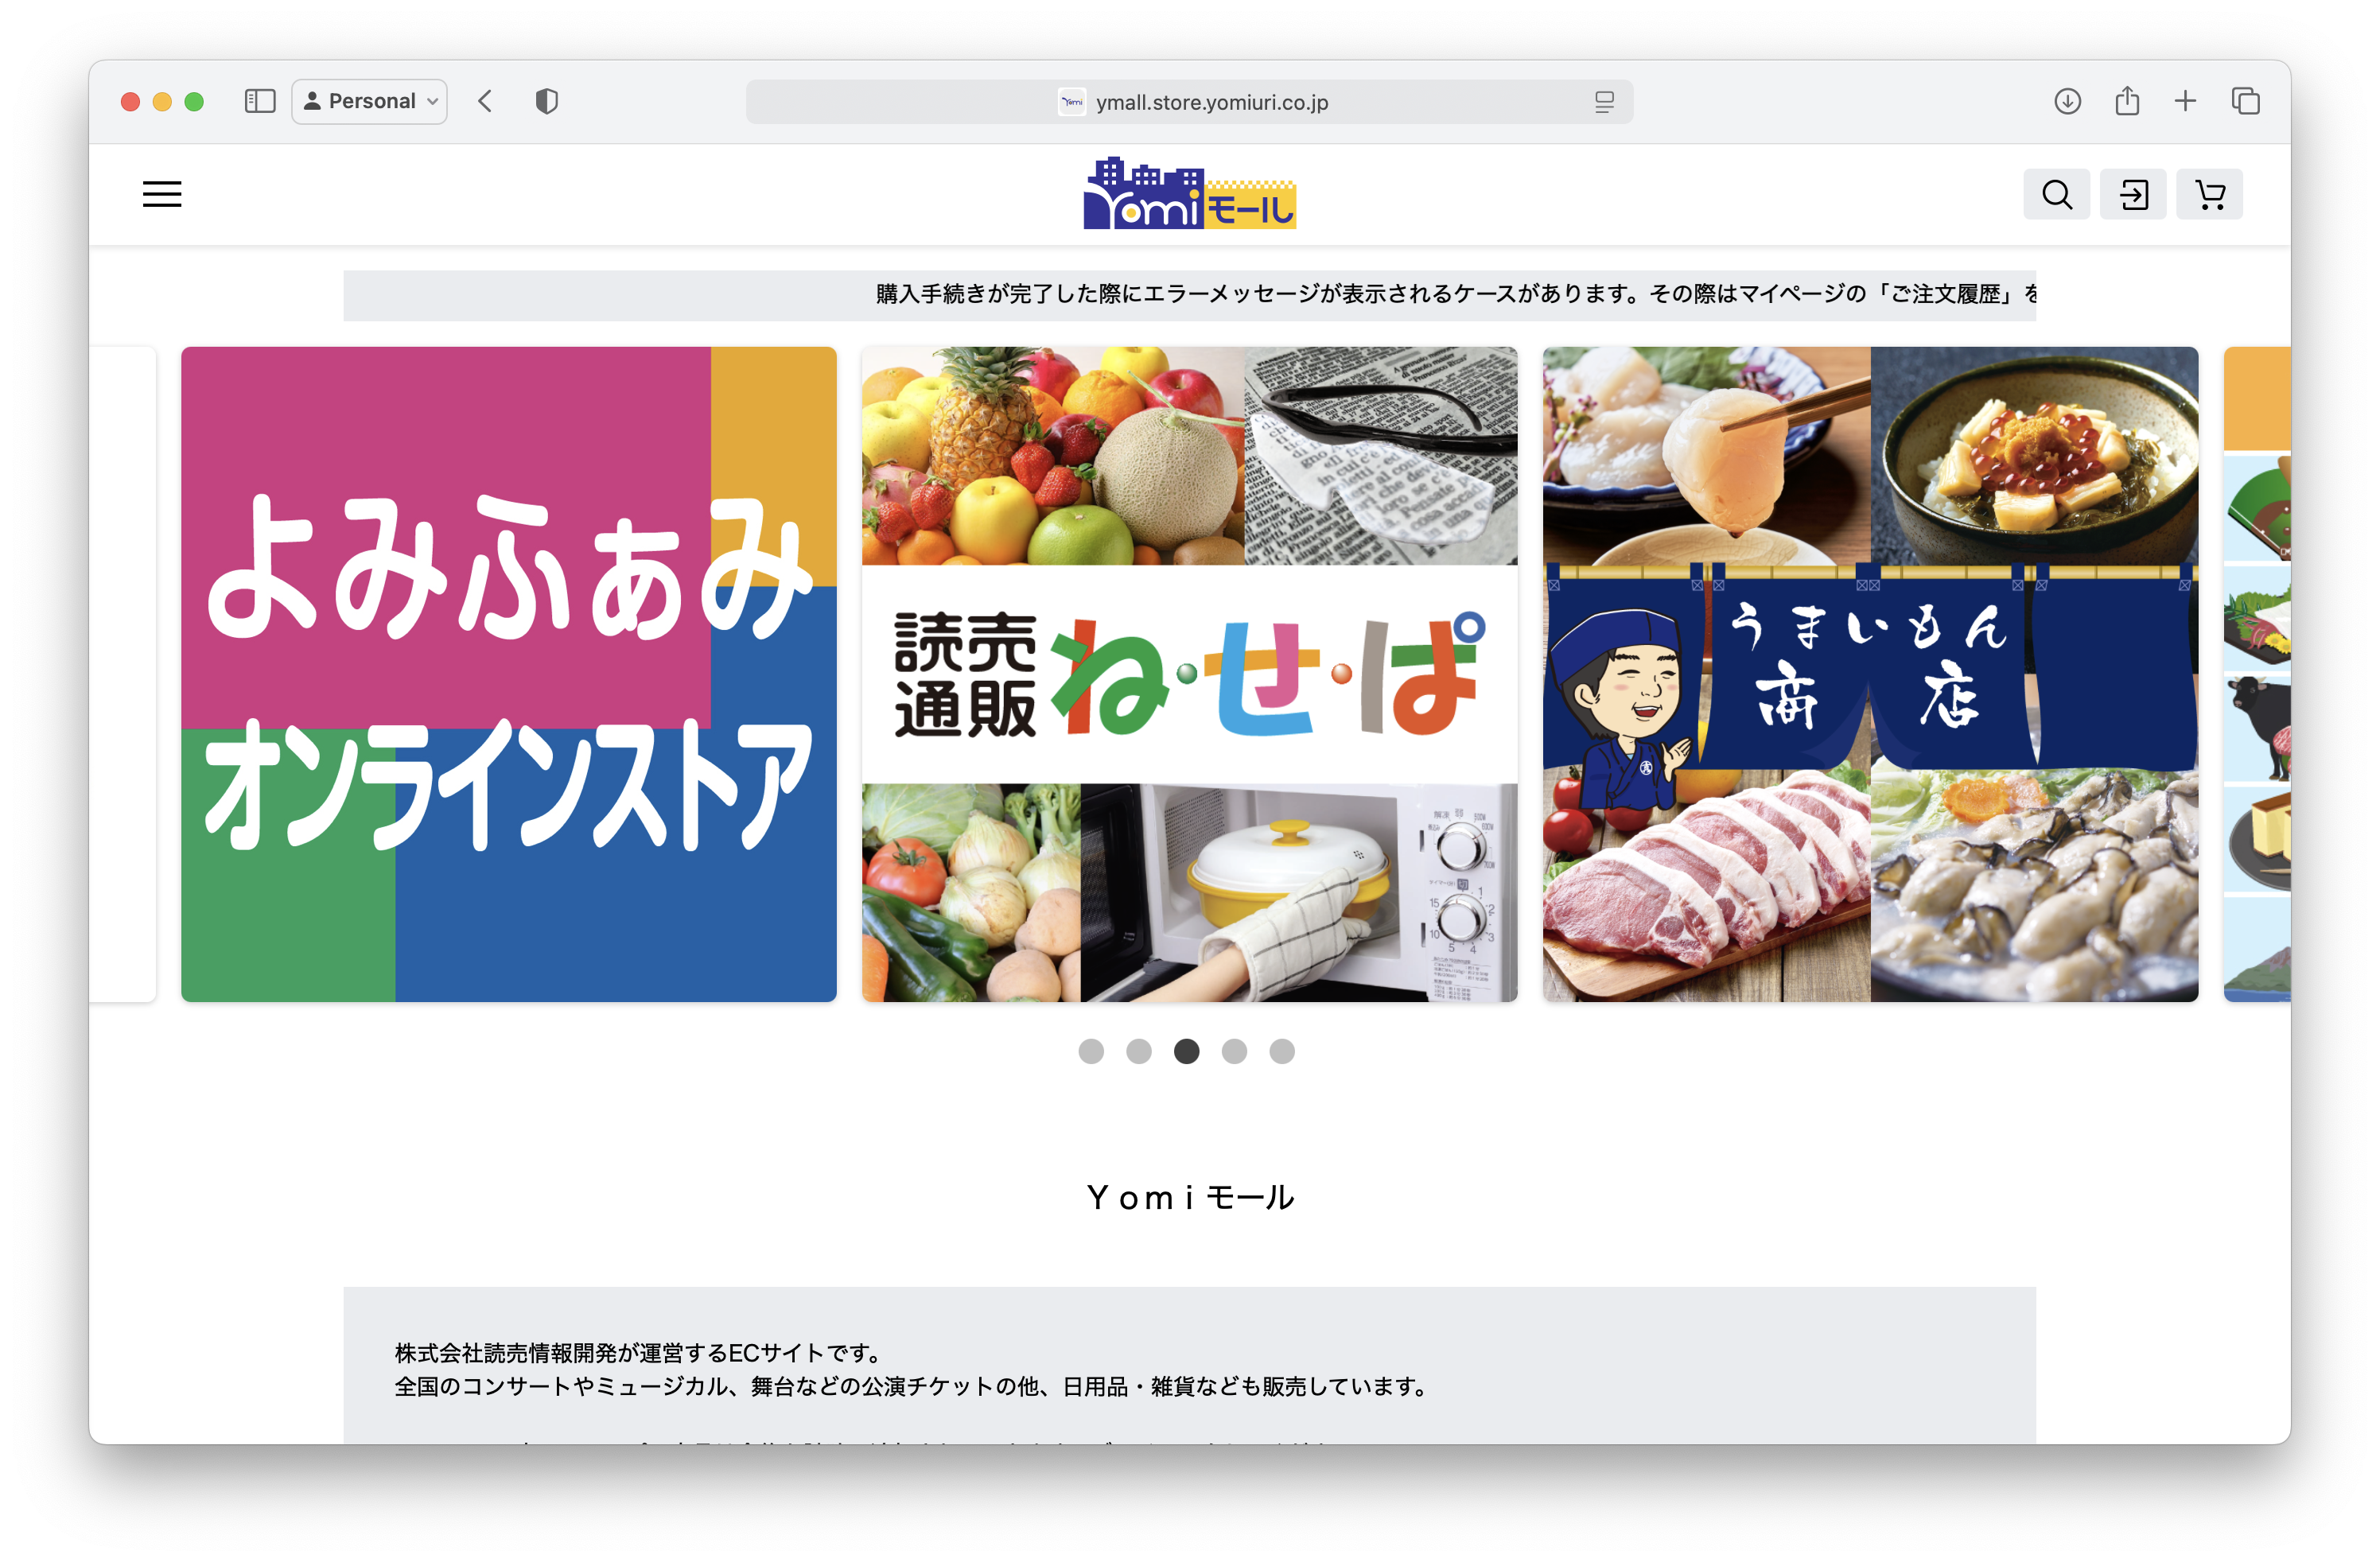 Personal
ymall.store.yomiuri.co.jp
Yomiモール
購入手続きが完了した際にエラーメッセージが表示されるケースがあります。その際はマイページの「ご注文履歴」を
よみふぁみ
オンラインストア
読売
通販
ね・せ・ぱ
うまいもん
商店
Ｙｏｍｉモール
株式会社読売情報開発が運営するECサイトです。
全国のコンサートやミュージカル、舞台などの公演チケットの他、日用品・雑貨なども販売しています。